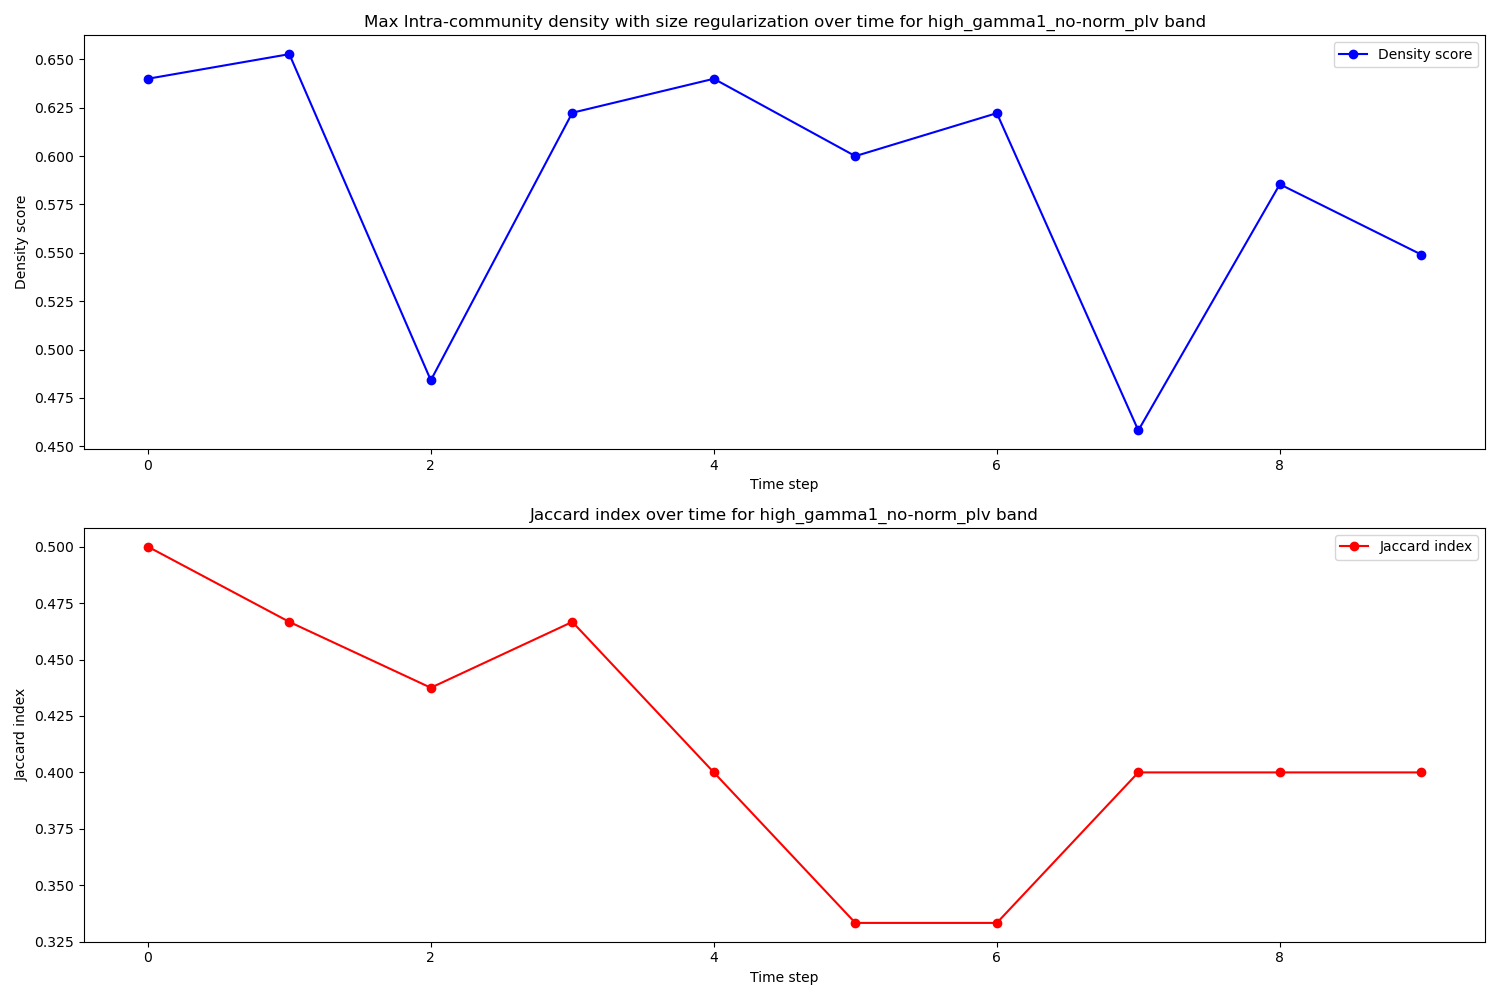 Max Intra-community density with size regularization over time for high_gamma1_no-norm_plv band
Density score
0.650
0.625
0.600
0.575
0.550
0.525
0.500
0.475
0.450
Density score
0 2 4 6 8
Time step
Jaccard index over time for high_gamma1_no-norm_plv band
Jaccard index
0.500
0.475
0.450
0.425
0.400
0.375
0.350
0.325
Jaccard index
0 2 4 6 8
Time step